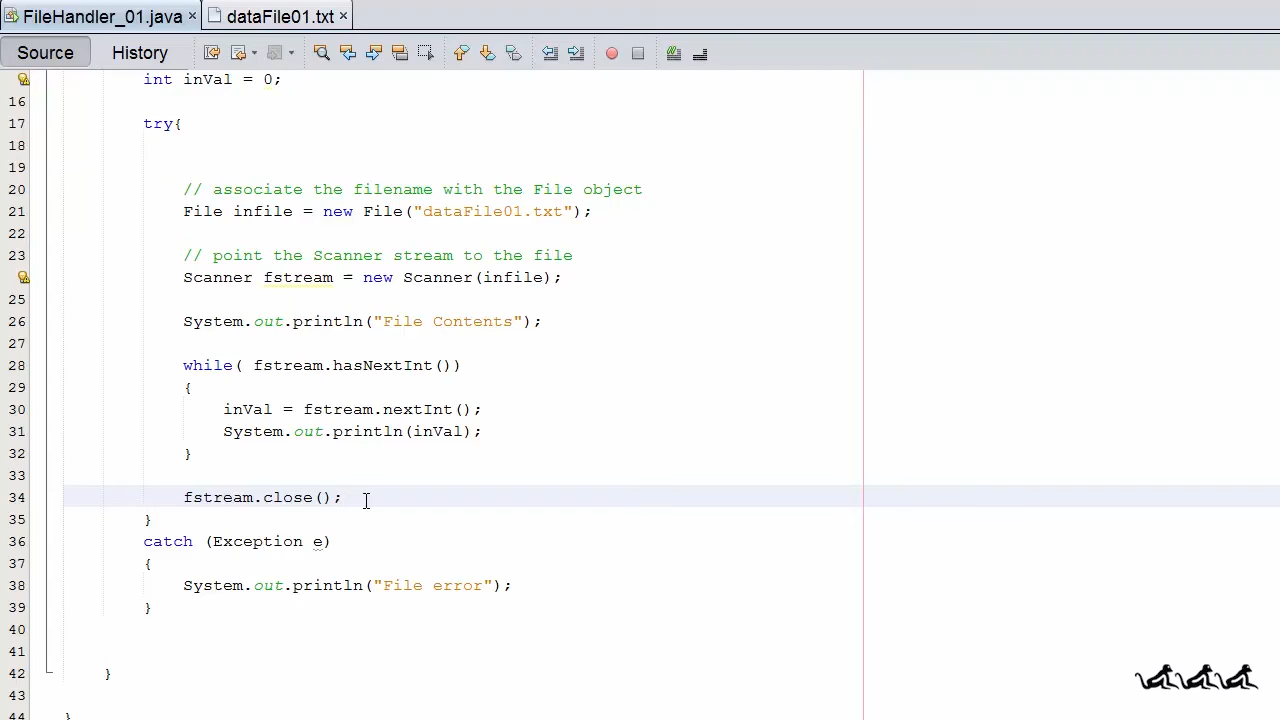 FileHandler_01.java × dataFile01.txt ×
Source History
int inVal = 0;
16
17 try{
18
19
20 // associate the filename with the File object
21 File infile = new File("dataFile01.txt");
22
23 // point the Scanner stream to the file
Scanner fstream = new Scanner(infile);
25
26 System.out.println("File Contents");
27
28 while( fstream.hasNextInt())
29 {
30 inVal = fstream.nextInt();
31 System.out.println(inVal);
32 }
33
34 fstream.close();
35 }
36 catch (Exception e)
37 {
38 System.out.println("File error");
39 }
40
41
42 }
43
44 }